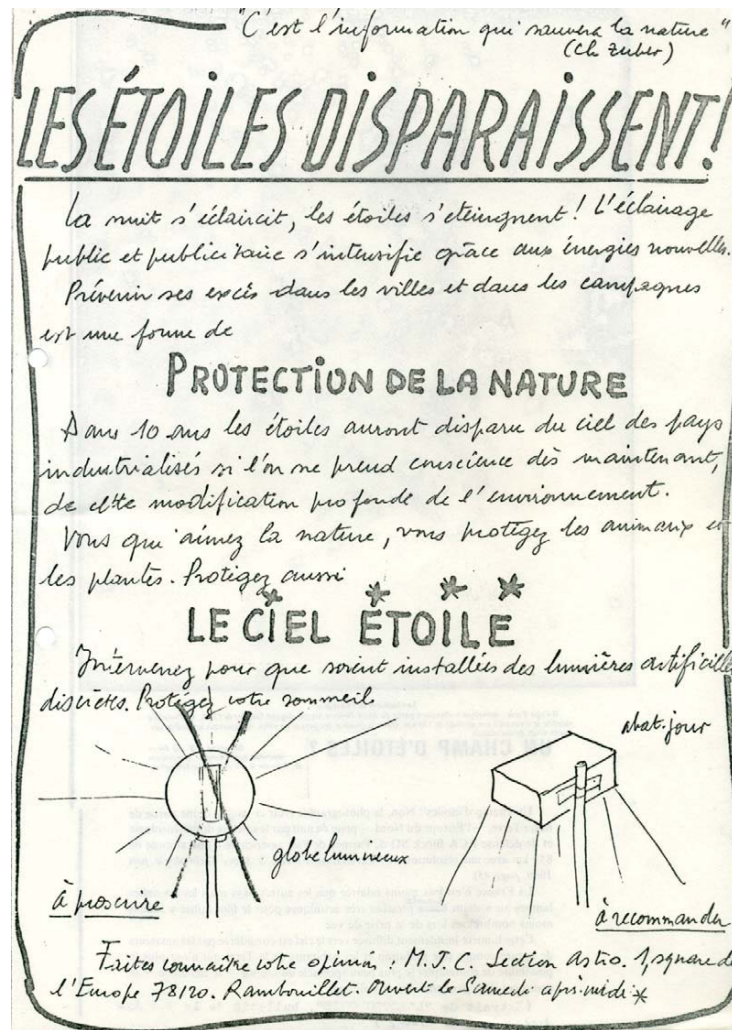 "C'est l'information qui sauvera la nature"
(Ch Zuber)
LES ÉTOILES DISPARAISSENT!
La nuit s'éclaircit, les étoiles s'éteingnent! L'éclairage
public et publicitaire s'intensifie grâce aux énergies nouvelles.
Prévenir ses excès dans les villes et dans les campagnes
est une forme de
PROTECTION DE LA NATURE
Dans 10 ans les étoiles auront disparu du ciel des pays
industrialisés si l'on ne prend conscience dès maintenant,
de cette modification profonde de l'environnement.
Vous qui aimez la nature, vous protégez les animaux et
les plantes. Protégez aussi
LE CIEL ÉTOILE
Intervenez pour que soient installées des lumières artificielles
discrètes. Protégez votre sommeil
abat-jour
UN CHAMP D'ÉTOILES ?
globe lumineux
à proscrire
à recommander
Faites connaître votre opinion, M.J.C. Section astro. 1, square de
l'Europe 78120. Rambouillet. Ouvert le Samedi après-midi *